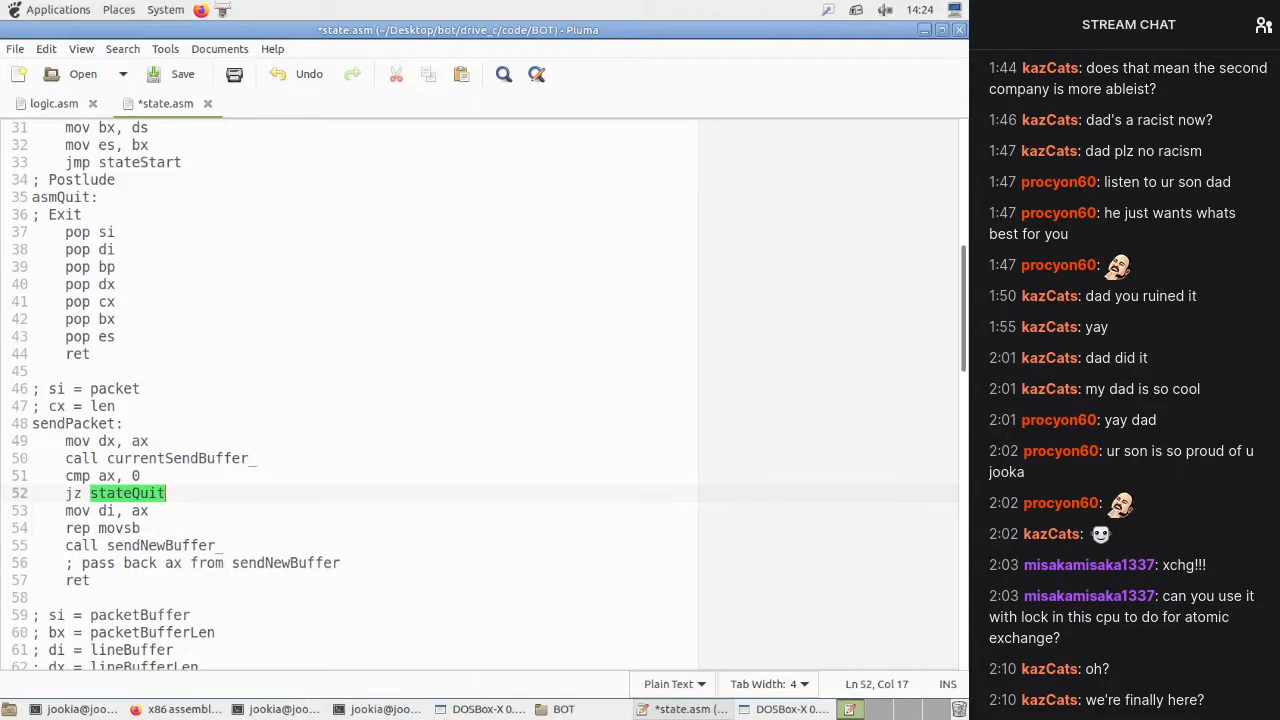 Applications Places System 14:24
*state.asm (~/Desktop/bot/drive_c/code/BOT) - Pluma
File Edit View Search Tools Documents Help
Open Save Undo
logic.asm *state.asm
31 mov bx, ds
32 mov es, bx
33 jmp stateStart
34 ; Postlude
35 asmQuit:
36 ; Exit
37 pop si
38 pop di
39 pop bp
40 pop dx
41 pop cx
42 pop bx
43 pop es
44 ret
45
46 ; si = packet
47 ; cx = len
48 sendPacket:
49 mov dx, ax
50 call currentSendBuffer_
51 cmp ax, 0
52 jz stateQuit
53 mov di, ax
54 rep movsb
55 call sendNewBuffer_
56 ; pass back ax from sendNewBuffer
57 ret
58
59 ; si = packetBuffer
60 ; bx = packetBufferLen
61 ; di = lineBuffer
62 ; dx = lineBufferLen
Plain Text Tab Width: 4 Ln 52, Col 17 INS
jookia@joo... x86 assembl... jookia@joo... jookia@joo... DOSBox-X 0.... BOT *state.asm (... DOSBox-X 0....
STREAM CHAT
1:44 kazCats: does that mean the second
company is more ableist?
1:46 kazCats: dad's a racist now?
1:47 kazCats: dad plz no racism
1:47 procyon60: listen to ur son dad
1:47 procyon60: he just wants whats
best for you
1:47 procyon60:
1:50 kazCats: dad you ruined it
1:55 kazCats: yay
2:01 kazCats: dad did it
2:01 kazCats: my dad is so cool
2:01 procyon60: yay dad
2:02 procyon60: ur son is so proud of u
jooka
2:02 procyon60:
2:02 kazCats:
2:03 misakamisaka1337: xchg!!!
2:03 misakamisaka1337: can you use it
with lock in this cpu to do for atomic
exchange?
2:10 kazCats: oh?
2:10 kazCats: we're finally here?